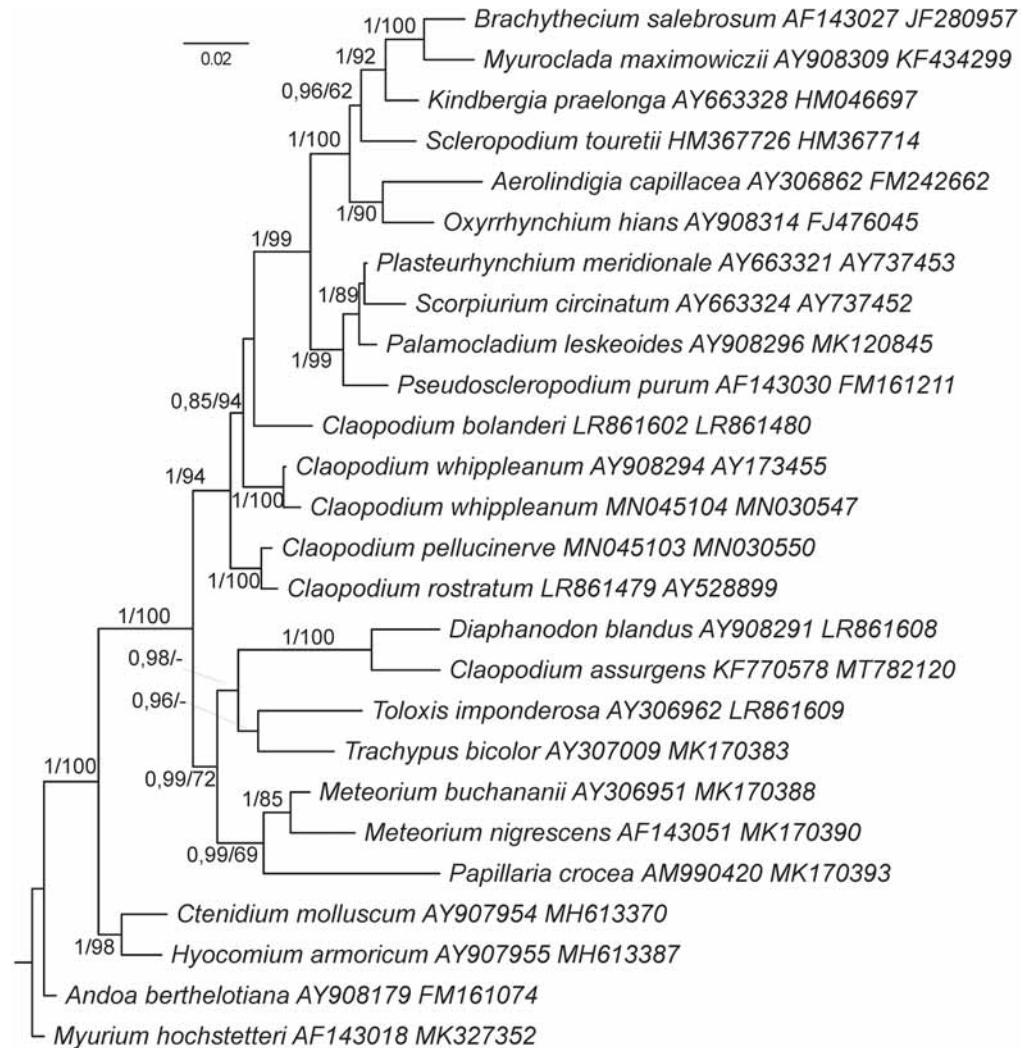 1/100
Brachythecium salebrosum AF143027 JF280957
0.02
1/92
Myuroclada maximowiczii AY908309 KF434299
0,96/62
Kindbergia praelonga AY663328 HM046697
1/100
Scleropodium touretii HM367726 HM367714
Aerolindigia capillacea AY306862 FM242662
1/90
Oxyrrhynchium hians AY908314 FJ476045
1/99
Plasteurhynchium meridionale AY663321 AY737453
1/89
Scorpiurium circinatum AY663324 AY737452
Palamocladium leskeoides AY908296 MK120845
1/99
Pseudoscleropodium purum AF143030 FM161211
0,85/94
Claopodium bolanderi LR861602 LR861480
1/94
Claopodium whippleanum AY908294 AY173455
1/100
Claopodium whippleanum MN045104 MN030547
Claopodium pellucinerve MN045103 MN030550
1/100
Claopodium rostratum LR861479 AY528899
1/100
Diaphanodon blandus AY908291 LR861608
1/100
0,98/-
Claopodium assurgens KF770578 MT782120
0,96/-
Toloxis imponderosa AY306962 LR861609
Trachypus bicolor AY307009 MK170383
1/100
0,99/72
Meteorium buchananii AY306951 MK170388
1/85
Meteorium nigrescens AF143051 MK170390
0,99/69
Papillaria crocea AM990420 MK170393
Ctenidium molluscum AY907954 MH613370
1/98
Hyocomium armoricum AY907955 MH613387
Andoa berthelotiana AY908179 FM161074
Myurium hochstetteri AF143018 MK327352